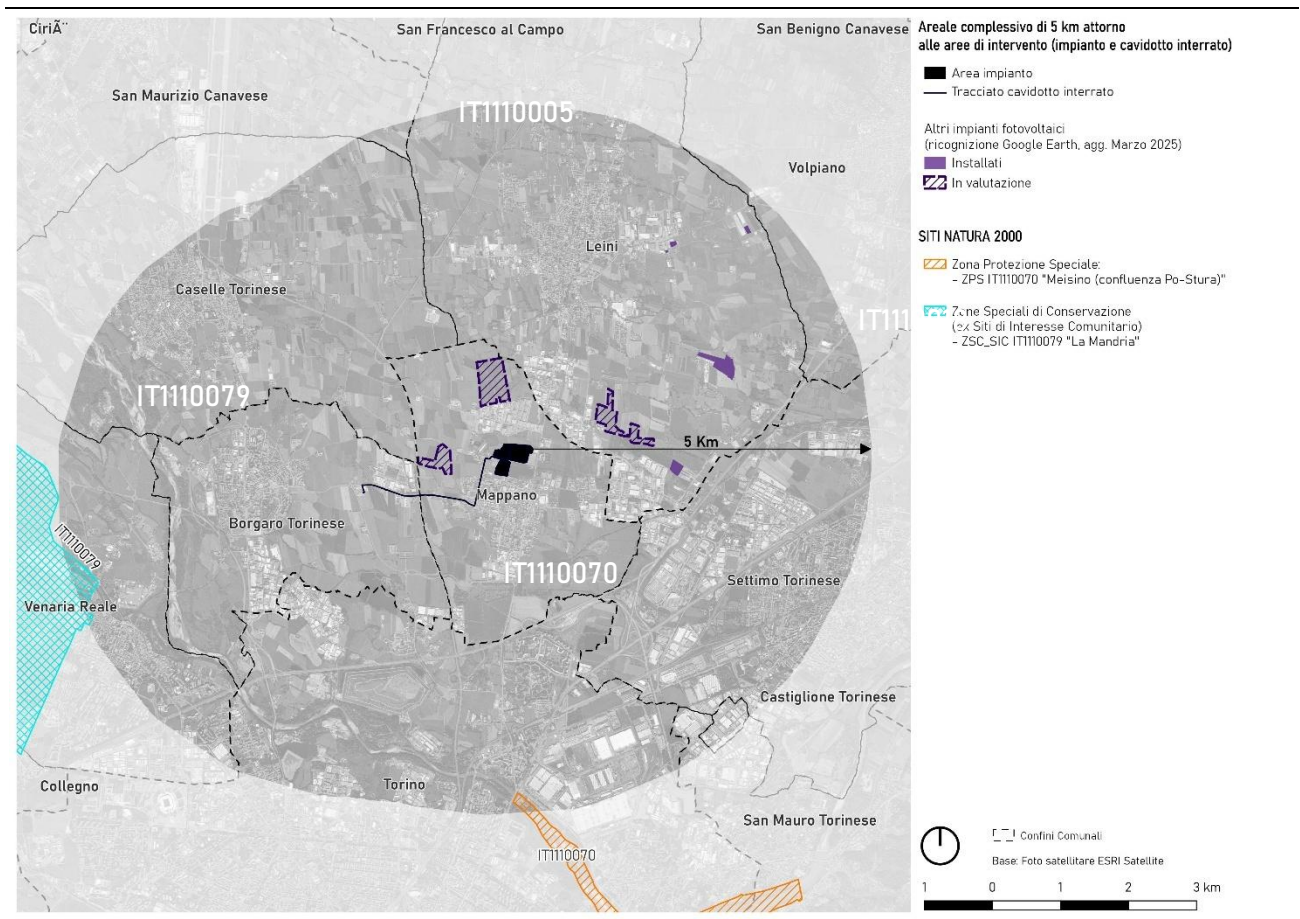 CiriÃ¨
San Francesco al Campo
San Benigno Canavese
San Maurizio Canavese
IT1110005
Volpiano
Leini
Caselle Torinese
IT111
IT1110079
5 Km
Mappano
Borgaro Torinese
IT1110079
IT1110070
Settimo Torinese
Venaria Reale
Castiglione Torinese
Collegno
Torino
San Mauro Torinese
IT1110070
Areale complessivo di 5 km attorno
alle aree di intervento (impianto e cavidotto interrato)
Area impianto
Tracciato cavidotto interrato
Altri impianti fotovoltaici
(ricognizione Google Earth, agg. Marzo 2025)
Installati
In valutazione
SITI NATURA 2000
Zona Protezione Speciale:
- ZPS IT1110070 "Meisino (confluenza Po-Stura)"
Zone Speciali di Conservazione
(ex Siti di Interesse Comunitario)
- ZSC_SIC IT1110079 "La Mandria"
Confini Comunali
Base: Foto satellitare ESRI Satellite
1 0 1 2 3 km